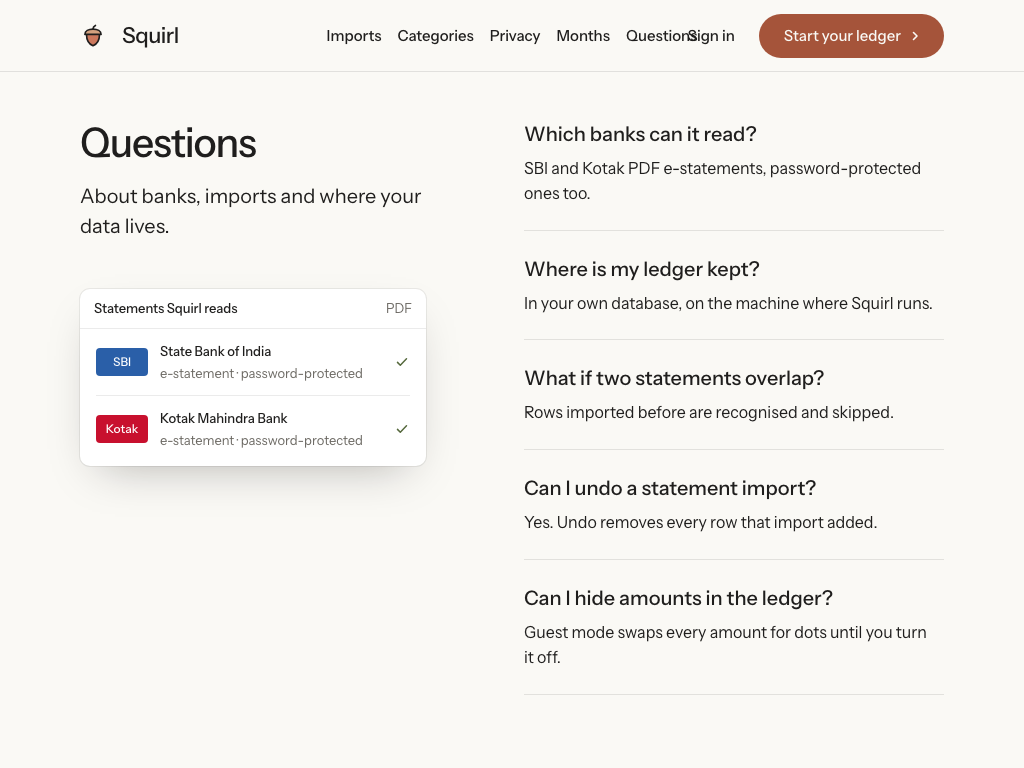 Squirl
Imports Categories Privacy Months Questions Sign in Start your ledger
Questions
About banks, imports and where your
data lives.
Statements Squirl reads PDF
SBI
State Bank of India
e-statement · password-protected
Kotak
Kotak Mahindra Bank
e-statement · password-protected
Which banks can it read?
SBI and Kotak PDF e-statements, password-protected
ones too.
Where is my ledger kept?
In your own database, on the machine where Squirl runs.
What if two statements overlap?
Rows imported before are recognised and skipped.
Can I undo a statement import?
Yes. Undo removes every row that import added.
Can I hide amounts in the ledger?
Guest mode swaps every amount for dots until you turn
it off.